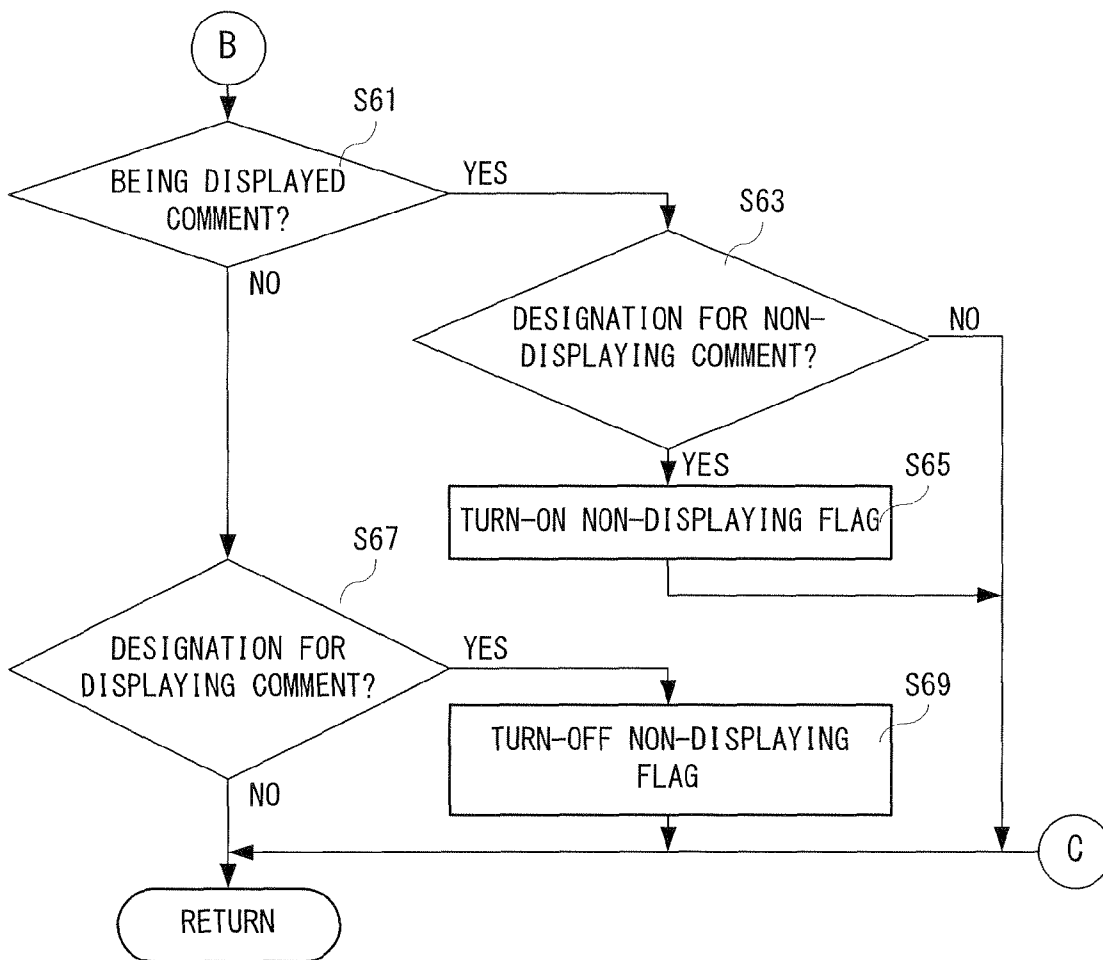 B
S61
BEING DISPLAYED
COMMENT?
YES
NO
S63
DESIGNATION FOR NON-
DISPLAYING COMMENT?
NO
YES
S65
TURN-ON NON-DISPLAYING FLAG
S67
DESIGNATION FOR
DISPLAYING COMMENT?
YES
NO
S69
TURN-OFF NON-DISPLAYING
FLAG
C
RETURN